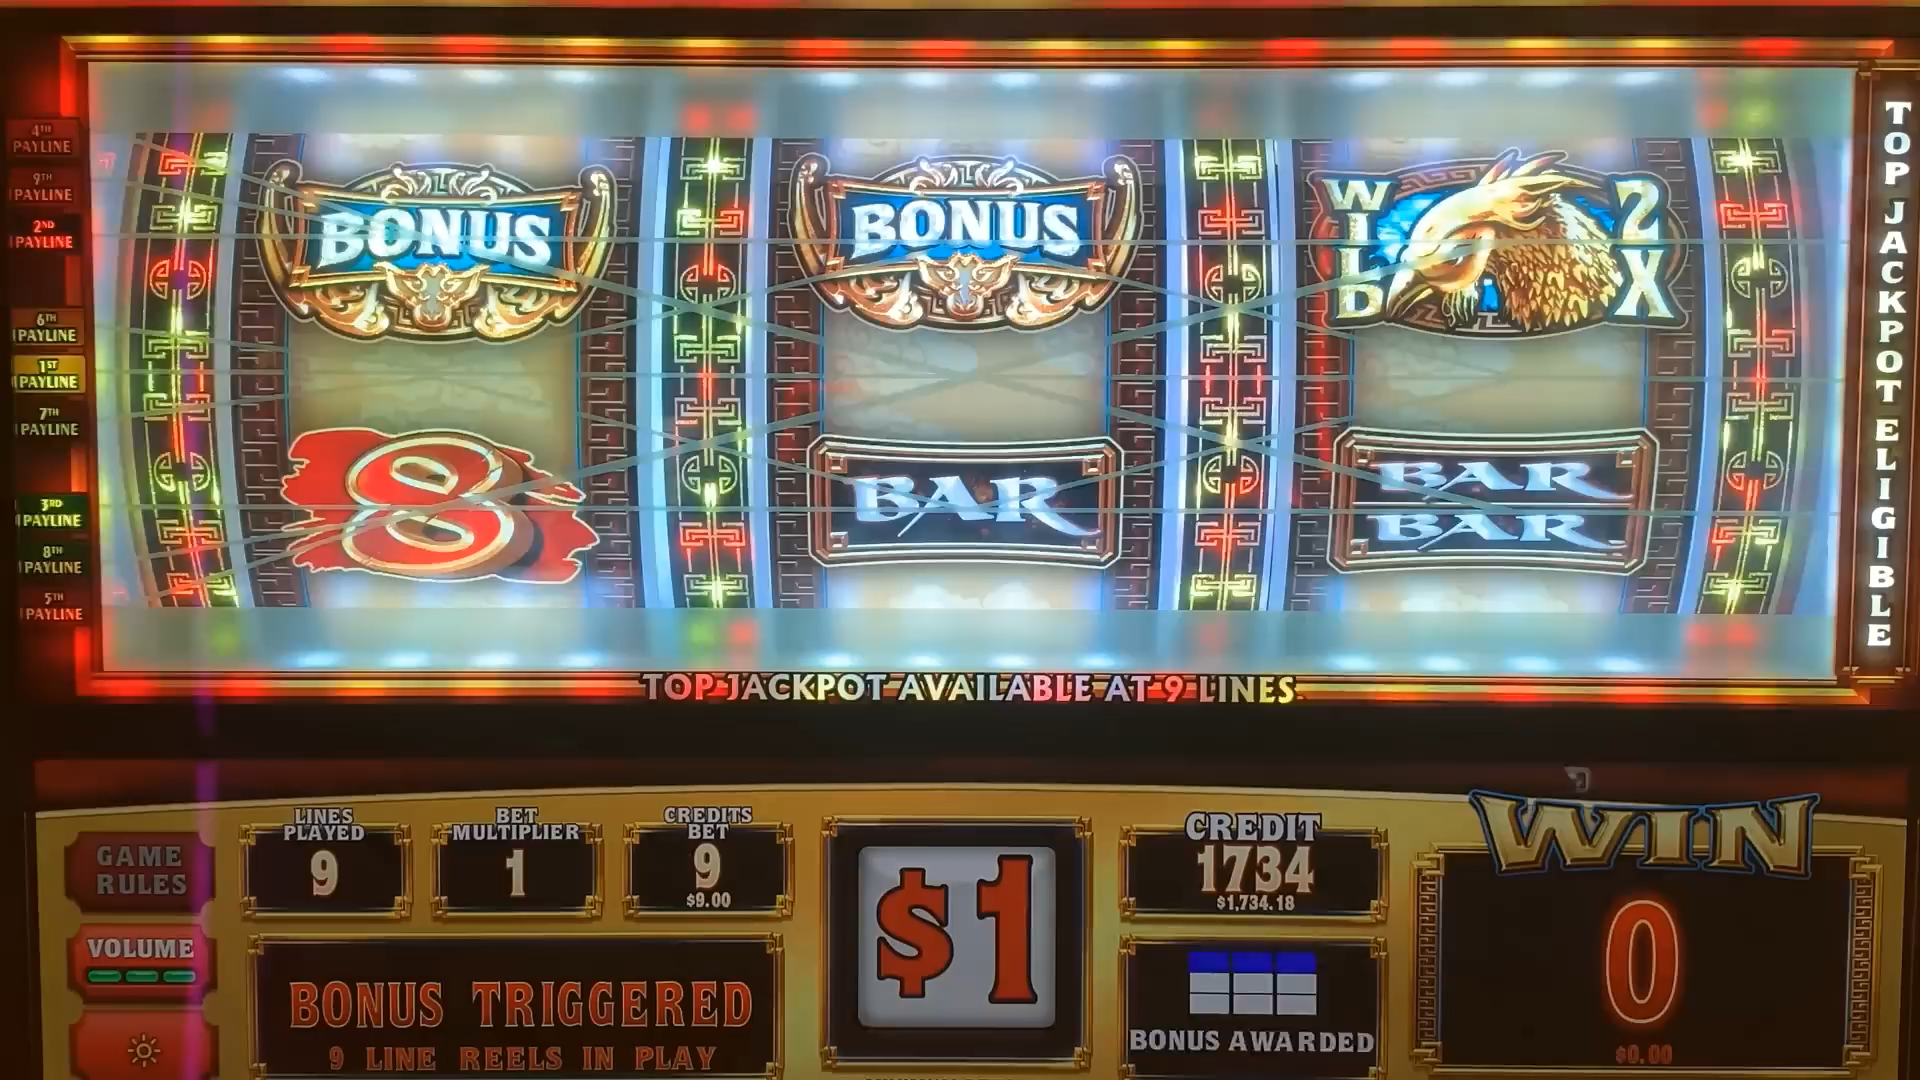 4TH
PAYLINE
9TH
PAYLINE
2ND
PAYLINE
6TH
PAYLINE
1ST
PAYLINE
7TH
PAYLINE
3RD
PAYLINE
8TH
PAYLINE
5TH
PAYLINE
BONUS
BONUS
WILD
2X
8
BAR
BAR
BAR
TOP JACKPOT ELIGIBLE
TOP JACKPOT AVAILABLE AT 9 LINES
GAME
RULES
VOLUME
LINES
PLAYED
9
BET
MULTIPLIER
1
CREDITS
BET
9
$9.00
BONUS TRIGGERED
9 LINE REELS IN PLAY
$1
CREDIT
1734
$1,734.18
BONUS AWARDED
WIN
0
$0.00